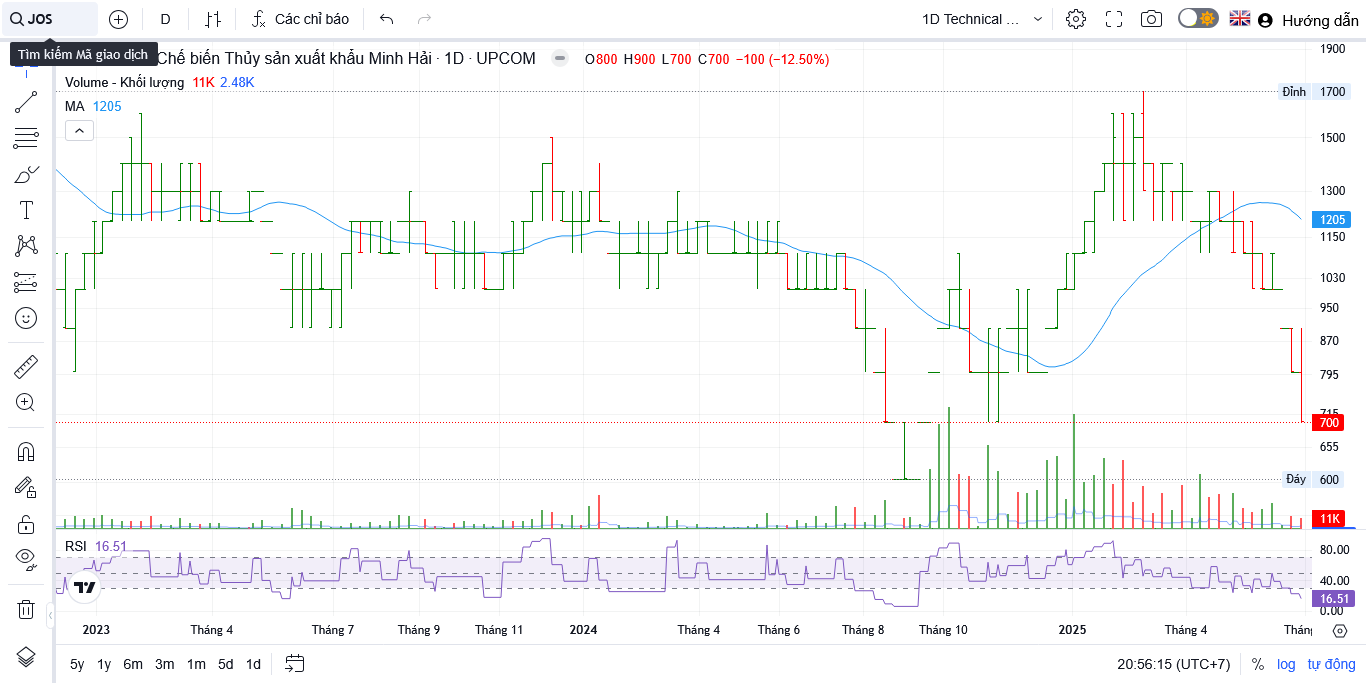 JOS
D
Các chỉ báo
1D Technical ...
Hướng dẫn
Tìm kiếm Mã giao dịch
Chế biến Thủy sản xuất khẩu Minh Hải · 1D · UPCOM
O800 H900 L700 C700 −100 (−12.50%)
Volume - Khối lượng 11K 2.48K
MA 1205
1900
Đỉnh 1700
1500
1300
1205
1150
1030
950
870
795
715
700
655
Đáy 600
11K
RSI 16.51
80.00
40.00
16.51
0.00
2023 Tháng 4 Tháng 7 Tháng 9 Tháng 11 2024 Tháng 4 Tháng 6 Tháng 8 Tháng 10 2025 Tháng 4 Thán
5y 1y 6m 3m 1m 5d 1d
20:56:15 (UTC+7) % log tự động